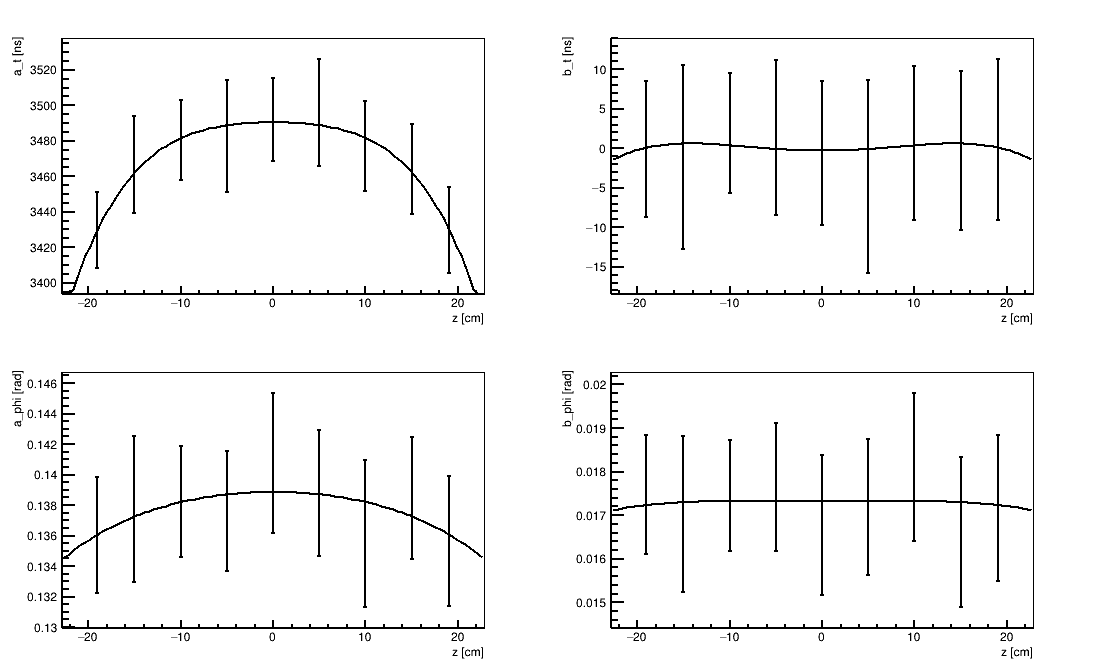 a_t [ns]
3520
3500
3480
3460
3440
3420
3400
−20 −10 0 10 20
z [cm]
b_t [ns]
10
5
0
−5
−10
−15
−20 −10 0 10 20
z [cm]
a_phi [rad]
0.146
0.144
0.142
0.14
0.138
0.136
0.134
0.132
0.13
−20 −10 0 10 20
z [cm]
b_phi [rad]
0.02
0.019
0.018
0.017
0.016
0.015
−20 −10 0 10 20
z [cm]